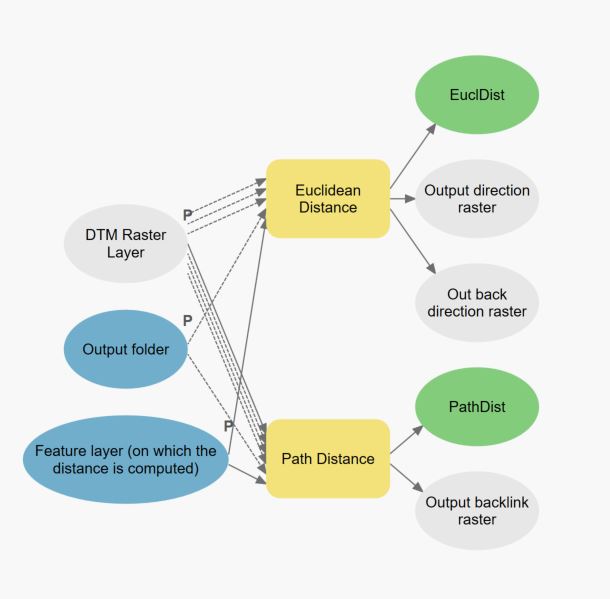 EuclDist
Euclidean
Distance
Output direction
raster
P
DTM Raster
Layer
Out back
direction raster
P
Output folder
PathDist
P
Feature layer (on which the
distance is computed)
Path Distance
Output backlink
raster